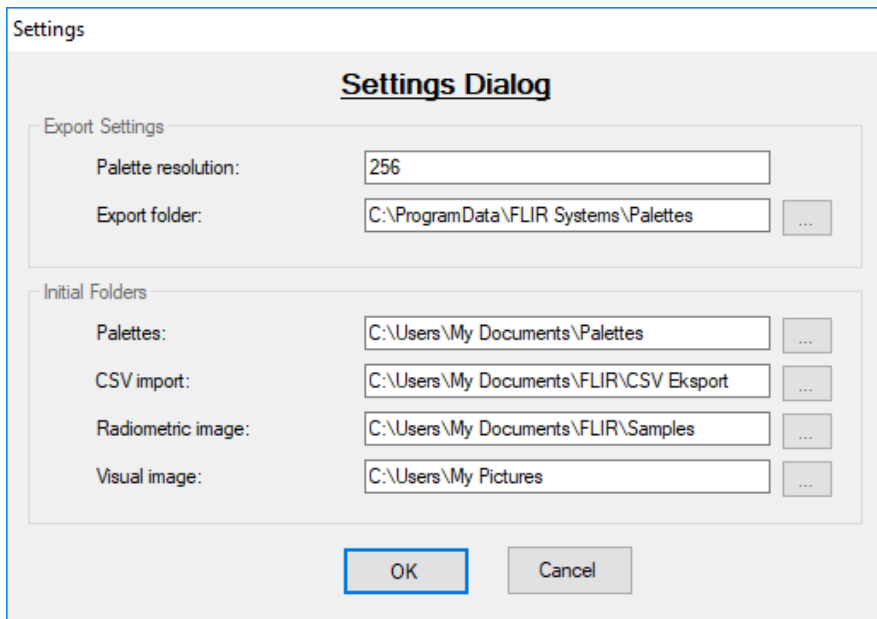 Settings
Settings Dialog
Export Settings
Palette resolution: 256
Export folder: C:\ProgramData\FLIR Systems\Palettes ...
Initial Folders
Palettes: C:\Users\My Documents\Palettes ...
CSV import: C:\Users\My Documents\FLIR\CSV Eksport ...
Radiometric image: C:\Users\My Documents\FLIR\Samples ...
Visual image: C:\Users\My Pictures ...
OK Cancel